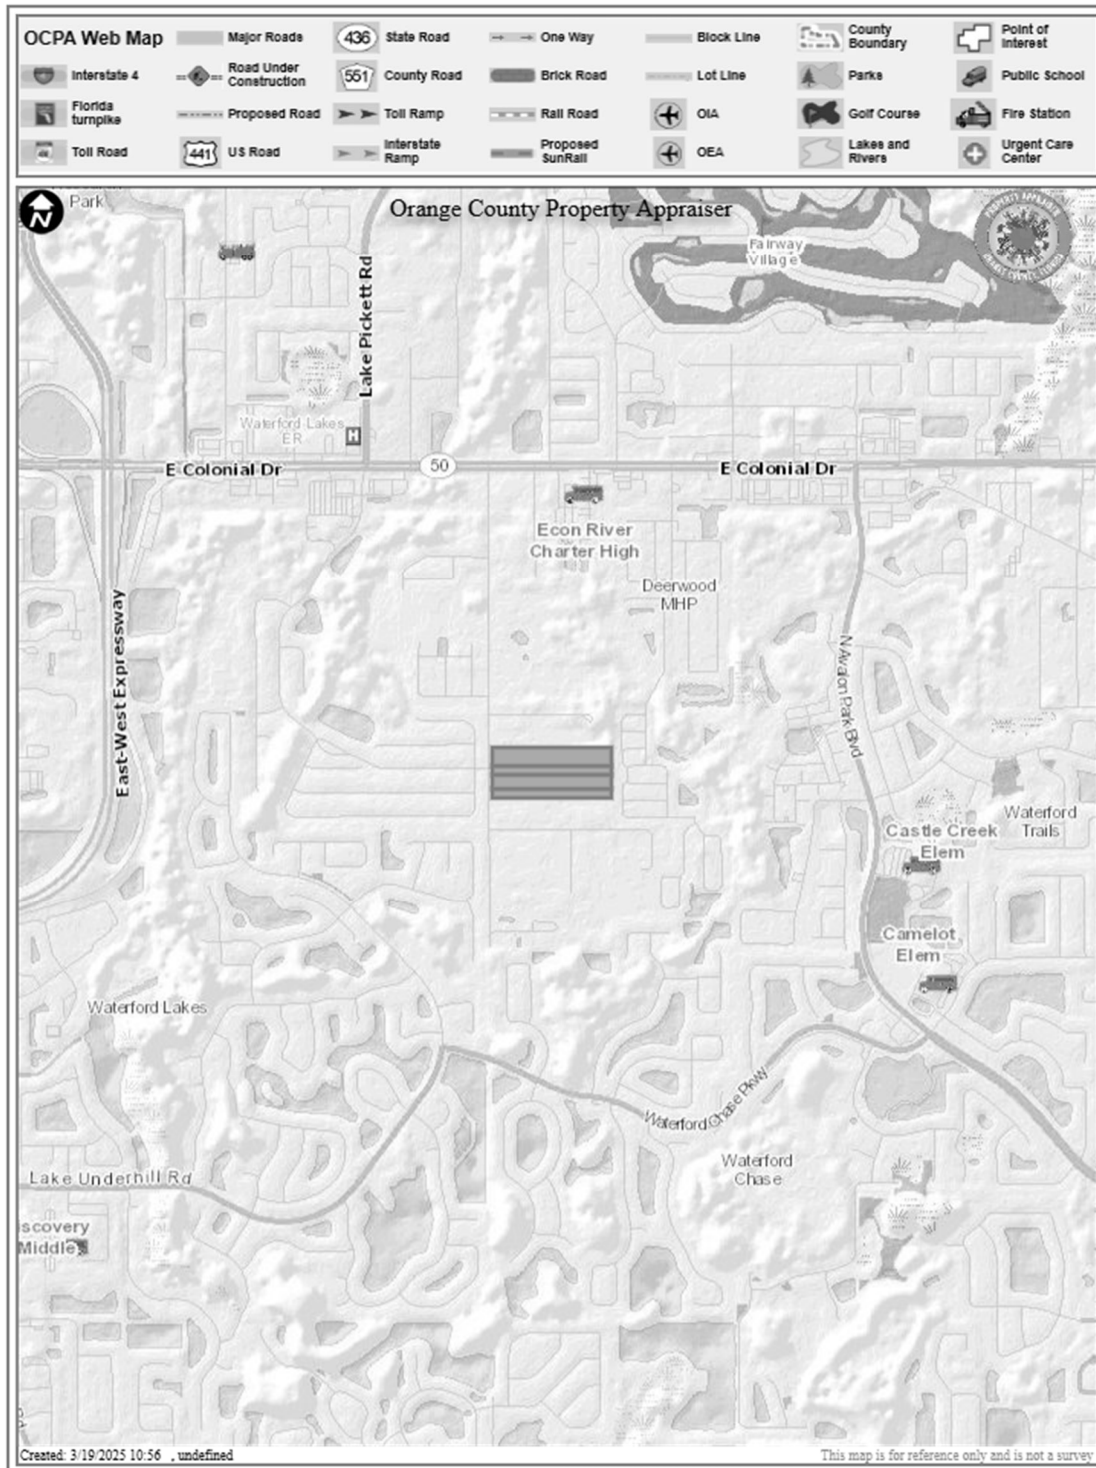 OCPA Web Map
Major Roads
436
State Road
One Way
Block Line
County
Boundary
Point of
Interest
Interstate 4
Road Under
Construction
551
County Road
Brick Road
Lot Line
Parks
Public School
Florida
turnpike
Proposed Road
Toll Ramp
Rail Road
OIA
Golf Course
Fire Station
Toll Road
441
US Road
Interstate
Ramp
Proposed
SunRail
OEA
Lakes and
Rivers
Urgent Care
Center
N
Park
Orange County Property Appraiser
PROPERTY APPRAISER
ORANGE COUNTY, FLORIDA
Fairway
Village
Lake Pickett Rd
Waterford Lakes
ER
H
E Colonial Dr
50
E Colonial Dr
Econ River
Charter High
Deerwood
MHP
East-West Expressway
N Avalon Park Blvd
Waterford
Trails
Castle Creek
Elem
Camelot
Elem
Waterford Lakes
Waterford Chase Pkwy
Waterford
Chase
Lake Underhill Rd
iscovery
Middle
Created: 3/19/2025 10:56 , undefined
This map is for reference only and is not a survey